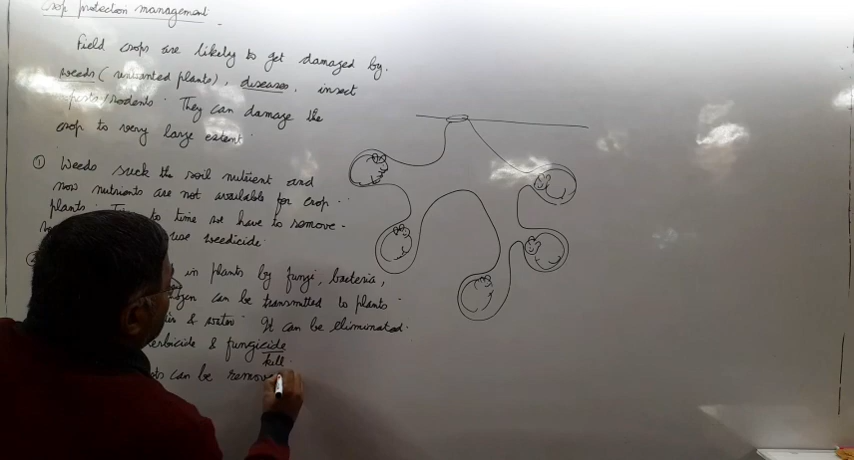 Crop protection management
Field crops are likely to get damaged by
weeds (unwanted plants), diseases, insect
pests/rodents. They can damage the
crop to very large extent.
① Weeds suck the soil nutrient and
now nutrients are not available for crop
plants. Time to time we have to remove
use weedicide.
in plants by fungi, bacteria,
can be transmitted to plants
& water. It can be eliminated
& fungicide
kill
can be remove